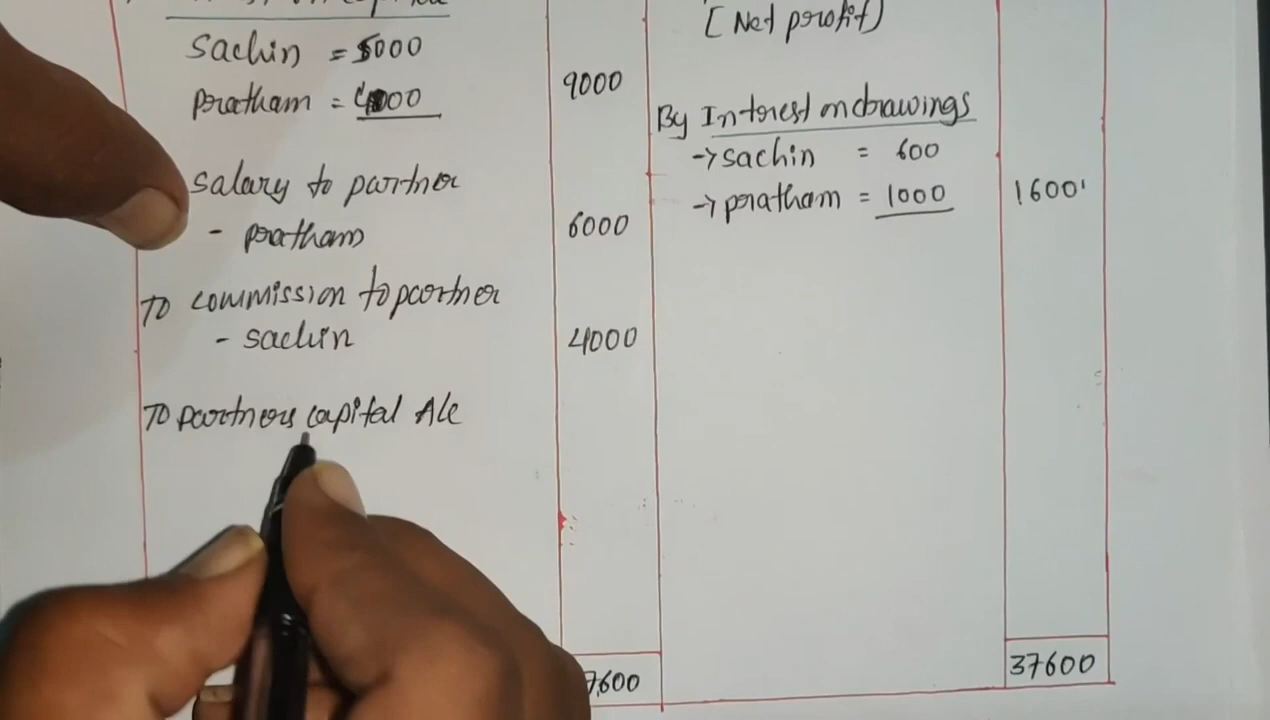 Sachin = 5000
Pratham = 4000
9000
salary to partner
- pratham
6000
To commission to partner
- sachin
4000
To partners capital A/c
7600
[Net profit)
By Interest on drawings
→ sachin = 600
→ pratham = 1000
1600
37600